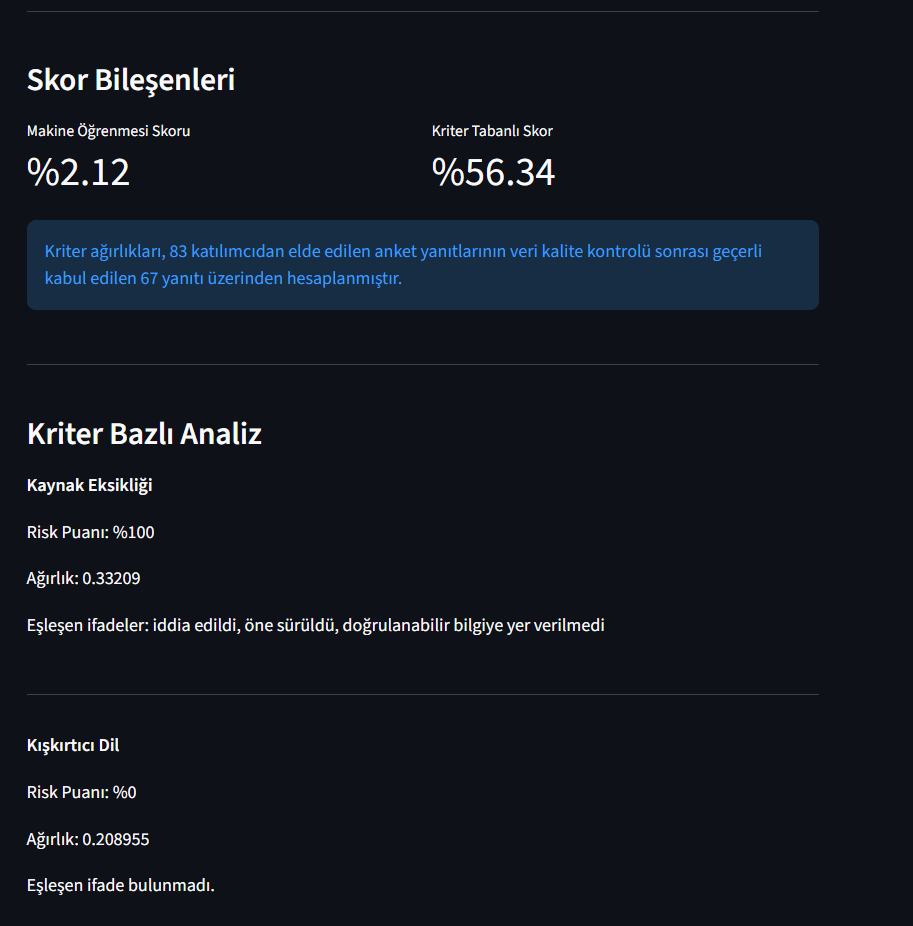 Skor Bileşenleri
Makine Öğrenmesi Skoru
%2.12
Kriter Tabanlı Skor
%56.34
Kriter ağırlıkları, 83 katılımcıdan elde edilen anket yanıtlarının veri kalite kontrolü sonrası geçerli
kabul edilen 67 yanıtı üzerinden hesaplanmıştır.
Kriter Bazlı Analiz
Kaynak Eksikliği
Risk Puanı: %100
Ağırlık: 0.33209
Eşleşen ifadeler: iddia edildi, öne sürüldü, doğrulanabilir bilgiye yer verilmedi
Kışkırtıcı Dil
Risk Puanı: %0
Ağırlık: 0.208955
Eşleşen ifade bulunmadı.